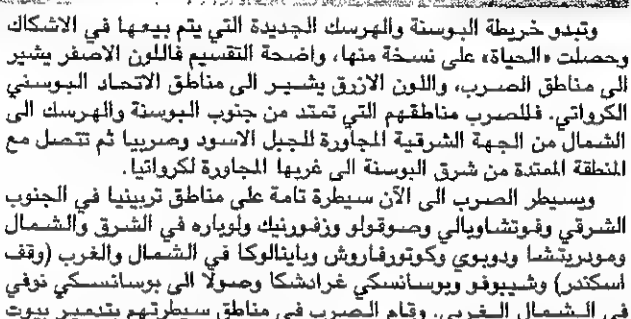 وتبدو خريطة البوسنة والهرسك الجديدة التي يتم بيعها في الاشكاك
وحصلت «الحياة» على نسخة منها، واضحة التقسيم فاللون الاصفر يشير
الى مناطق الصرب، واللون الازرق يشير الى مناطق الاتحاد البوسني
الكرواتي. فللصرب مناطقهم التي تمتد من جنوب البوسنة والهرسك الى
الشمال من الجهة الشرقية المجاورة للجبل الاسود وصربيا ثم تتصل مع
المنطقة الممتدة من شرق البوسنة الى غربها المجاورة لكرواتيا.
ويسيطر الصرب الى الآن سيطرة تامة على مناطق تربينيا في الجنوب
الشرقي وفوتشاوبالي وصوقولو وزفورنيك ولوباره في الشرق والشمال
ومودريتشا ودوبوي وكوتورفاروش وباينالوكا في الشمال والغرب (وقف
اسكندر) وشيبوفو وبوسانسكي غرادشكا وصولا الى بوسانسكي نوفي
في الشمال الغربي. وقام الصرب في مناطق سيطرتهم بتدمير بيوت